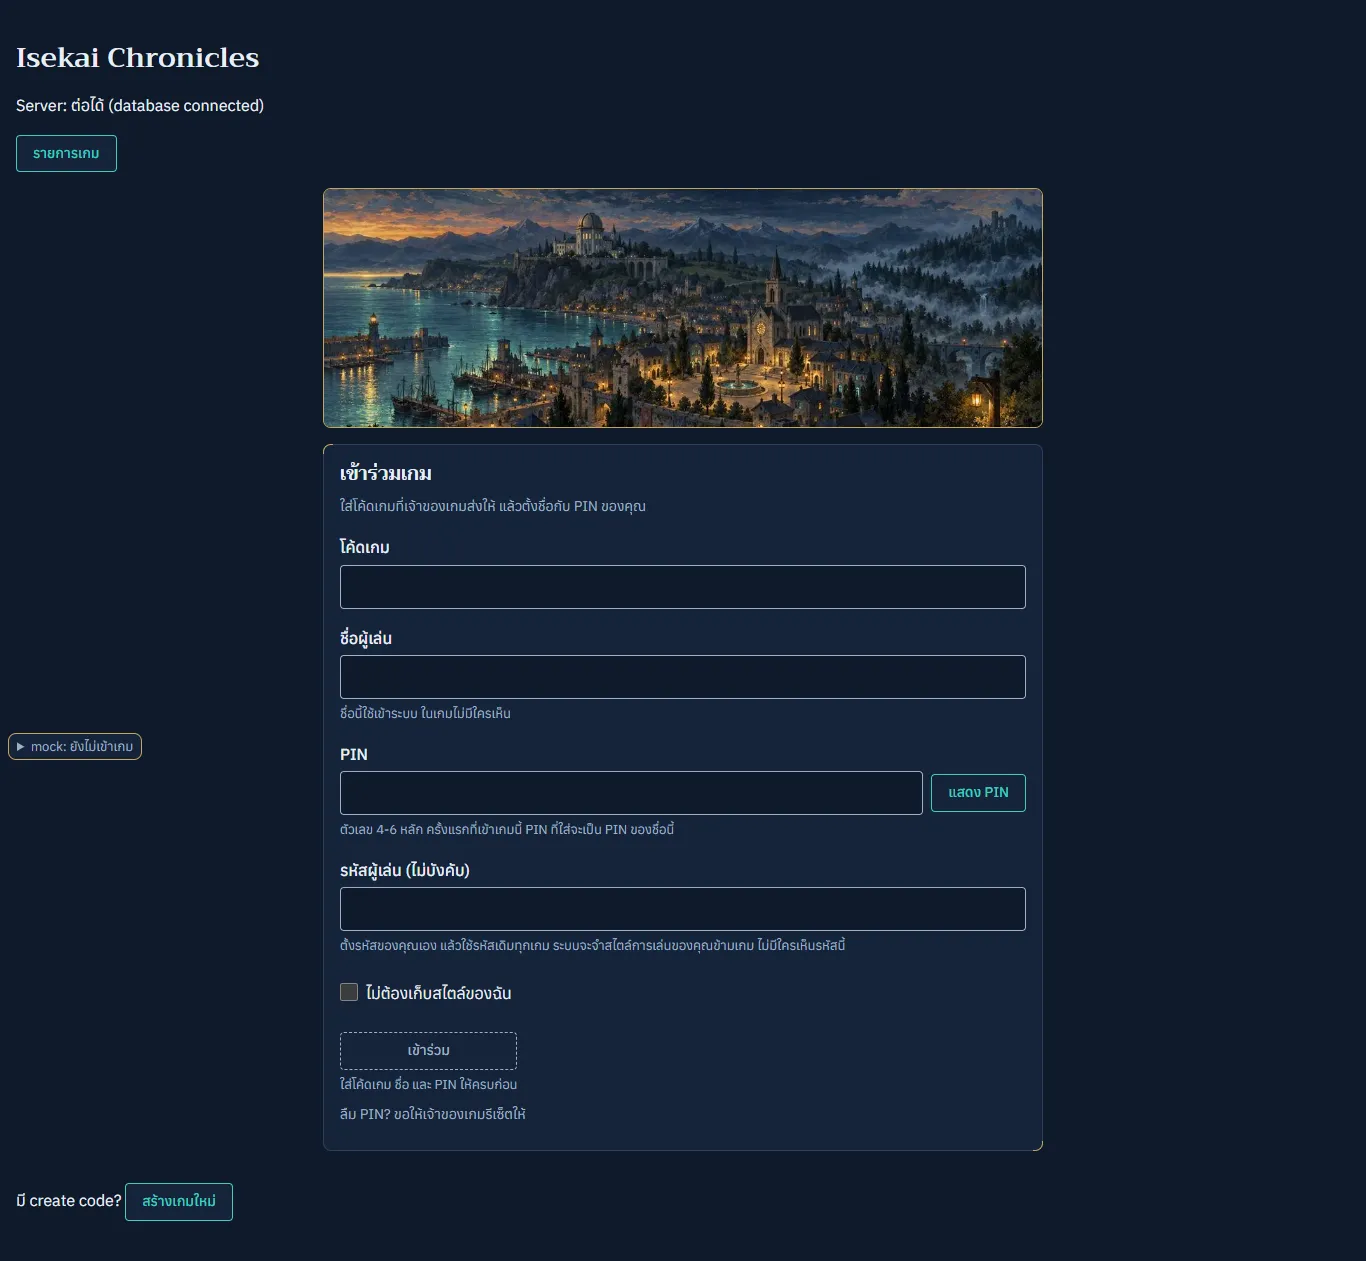 Isekai Chronicles
Server: ต่อได้ (database connected)
รายการเกม
เข้าร่วมเกม
ใส่โค้ดเกมที่เจ้าของเกมส่งให้ แล้วตั้งชื่อกับ PIN ของคุณ
โค้ดเกม
ชื่อผู้เล่น
ชื่อนี้ใช้เข้าระบบ ในเกมไม่มีใครเห็น
mock: ยังไม่เข้าเกม
PIN
แสดง PIN
ตัวเลข 4-6 หลัก ครั้งแรกที่เข้าเกมนี้ PIN ที่ใส่จะเป็น PIN ของชื่อนี้
รหัสผู้เล่น (ไม่บังคับ)
ตั้งรหัสของคุณเอง แล้วใช้รหัสเดิมทุกเกม ระบบจะจำสไตล์การเล่นของคุณข้ามเกม ไม่มีใครเห็นรหัสนี้
ไม่ต้องเก็บสไตล์ของฉัน
เข้าร่วม
ใส่โค้ดเกม ชื่อ และ PIN ให้ครบก่อน
ลืม PIN? ขอให้เจ้าของเกมรีเซ็ตให้
มี create code? สร้างเกมใหม่